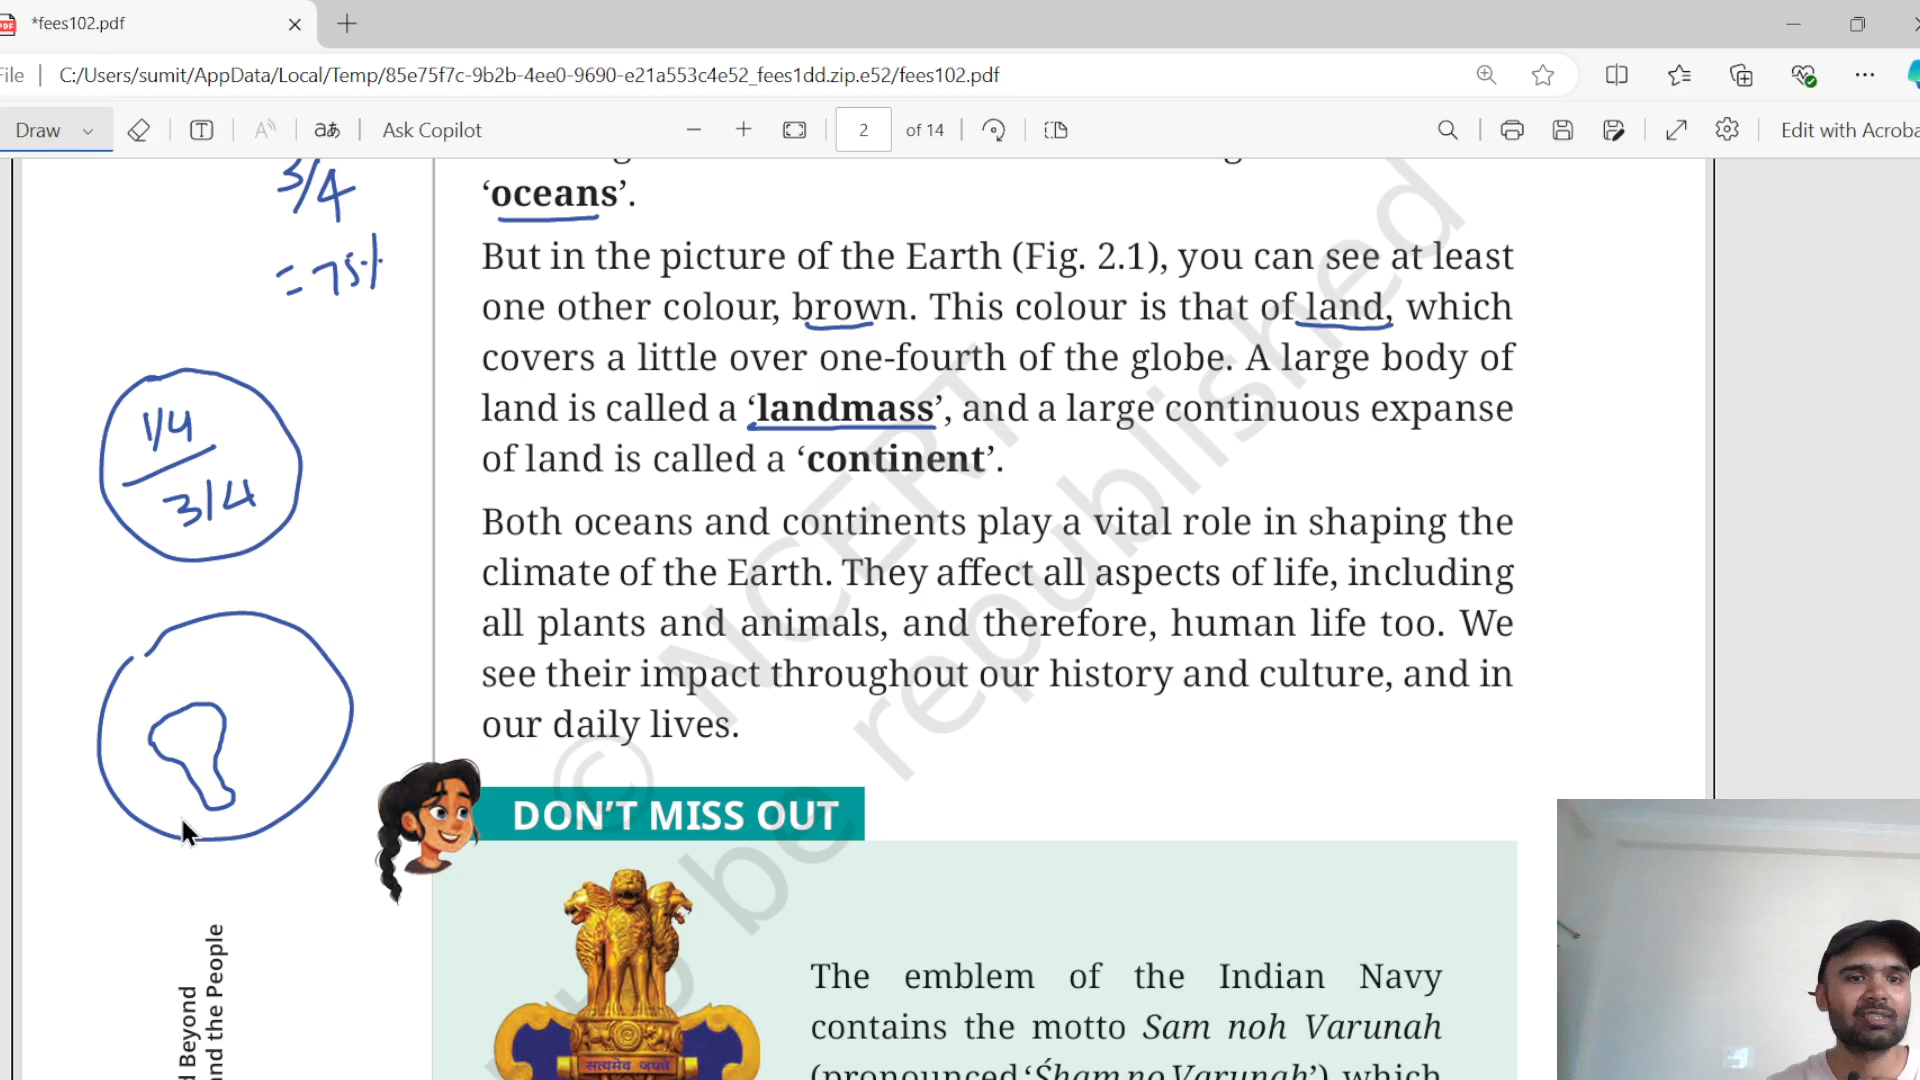 *fees102.pdf
File
C:/Users/sumit/AppData/Local/Temp/85e75f7c-9b2b-4ee0-9690-e21a553c4e52_fees1dd.zip.e52/fees102.pdf
Draw
aあ
Ask Copilot
2 of 14
Edit with Acroba
3/4
= 75%
1/4
3/4
‘oceans’.
But in the picture of the Earth (Fig. 2.1), you can see at least
one other colour, brown. This colour is that of land, which
covers a little over one-fourth of the globe. A large body of
land is called a ‘landmass’, and a large continuous expanse
of land is called a ‘continent’.
Both oceans and continents play a vital role in shaping the
climate of the Earth. They affect all aspects of life, including
all plants and animals, and therefore, human life too. We
see their impact throughout our history and culture, and in
our daily lives.
© NCERT
be republished
DON’T MISS OUT
सत्यमेव जयते
The emblem of the Indian Navy
contains the motto Sam noh Varunah
(pronounced ‘Śham no Varunah’), which
d Beyond
and the People